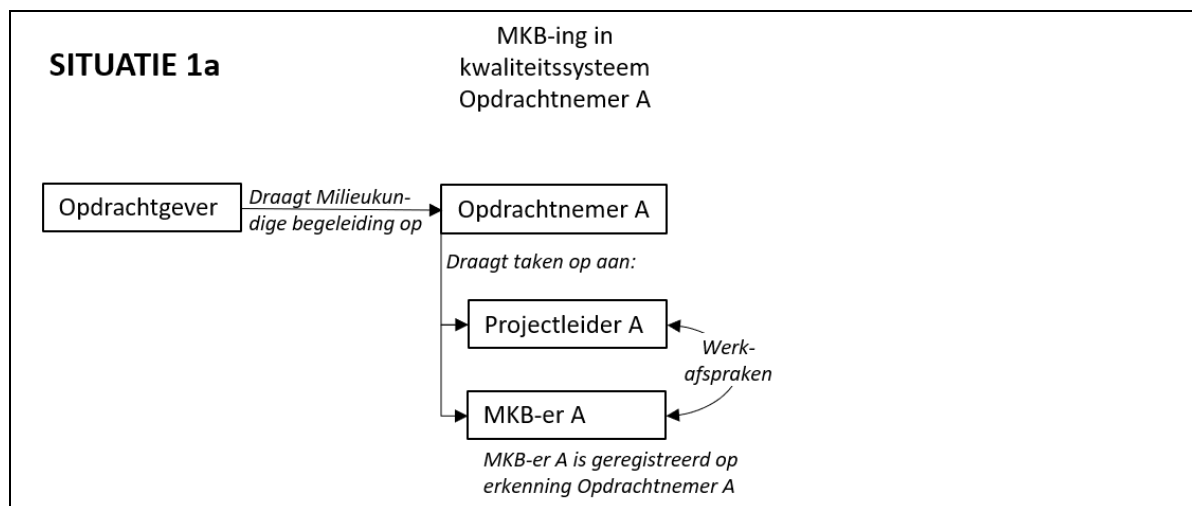 SITUATIE 1a
MKB-ing in
kwaliteitssysteem
Opdrachtnemer A
Opdrachtgever
Draagt Milieukun-
dige begeleiding op
Opdrachtnemer A
Draagt taken op aan:
Projectleider A
Werk-
afspraken
MKB-er A
MKB-er A is geregistreerd op
erkenning Opdrachtnemer A